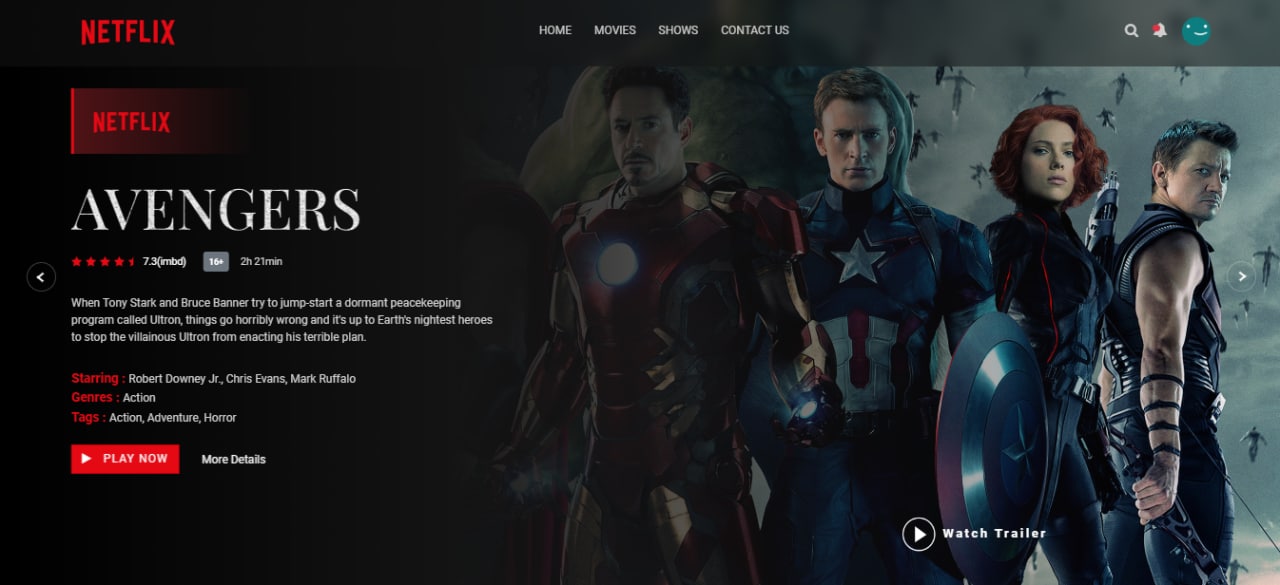 NETFLIX
HOME MOVIES SHOWS CONTACT US
NETFLIX
AVENGERS
7.3(imbd) 16+ 2h 21min
When Tony Stark and Bruce Banner try to jump-start a dormant peacekeeping
program called Ultron, things go horribly wrong and it's up to Earth's nightest heroes
to stop the villainous Ultron from enacting his terrible plan.
Starring : Robert Downey Jr., Chris Evans, Mark Ruffalo
Genres : Action
Tags : Action, Adventure, Horror
PLAY NOW More Details
Watch Trailer